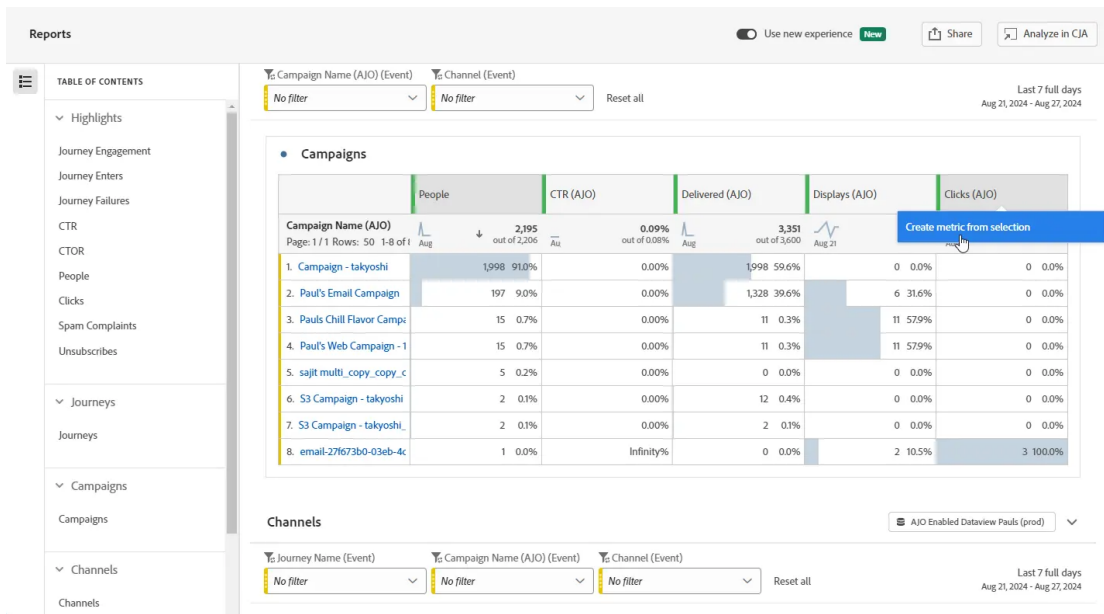 Reports
Use new experience New
Share
Analyze in CJA
TABLE OF CONTENTS
Highlights
Journey Engagement
Journey Enters
Journey Failures
CTR
CTOR
People
Clicks
Spam Complaints
Unsubscribes
Journeys
Journeys
Campaigns
Campaigns
Channels
Channels
Campaign Name (AJO) (Event) Channel (Event)
No filter No filter Reset all
Last 7 full days
Aug 21, 2024 - Aug 27, 2024
Campaigns
People CTR (AJO) Delivered (AJO) Displays (AJO) Clicks (AJO)
Create metric from selection
Campaign Name (AJO) 2,195 0.09% 3,351
Page: 1 / 1 Rows: 50 1-8 of Aug out of 2,206 Au out of 0.08% Aug out of 3,600 Aug 21
1. Campaign - takyoshi 1,998 91.0% 0.00% 1,998 59.6% 0 0.0% 0 0.0%
2. Paul's Email Campaign 197 9.0% 0.00% 1,328 39.6% 6 31.6% 0 0.0%
3. Pauls Chill Flavor Campa 15 0.7% 0.00% 11 0.3% 11 57.9% 0 0.0%
4. Paul's Web Campaign - 1 15 0.7% 0.00% 11 0.3% 11 57.9% 0 0.0%
5. sajit multi_copy_copy_c 5 0.2% 0.00% 0 0.0% 0 0.0% 0 0.0%
6. S3 Campaign - takyoshi 2 0.1% 0.00% 12 0.4% 0 0.0% 0 0.0%
7. S3 Campaign - takyoshi_ 2 0.1% 0.00% 2 0.1% 0 0.0% 0 0.0%
8. email-27f673b0-03eb-4c 1 0.0% Infinity% 0 0.0% 2 10.5% 3 100.0%
Channels
AJO Enabled Dataview Pauls (prod)
Journey Name (Event) Campaign Name (AJO) (Event) Channel (Event)
No filter No filter No filter Reset all
Last 7 full days
Aug 21, 2024 - Aug 27, 2024